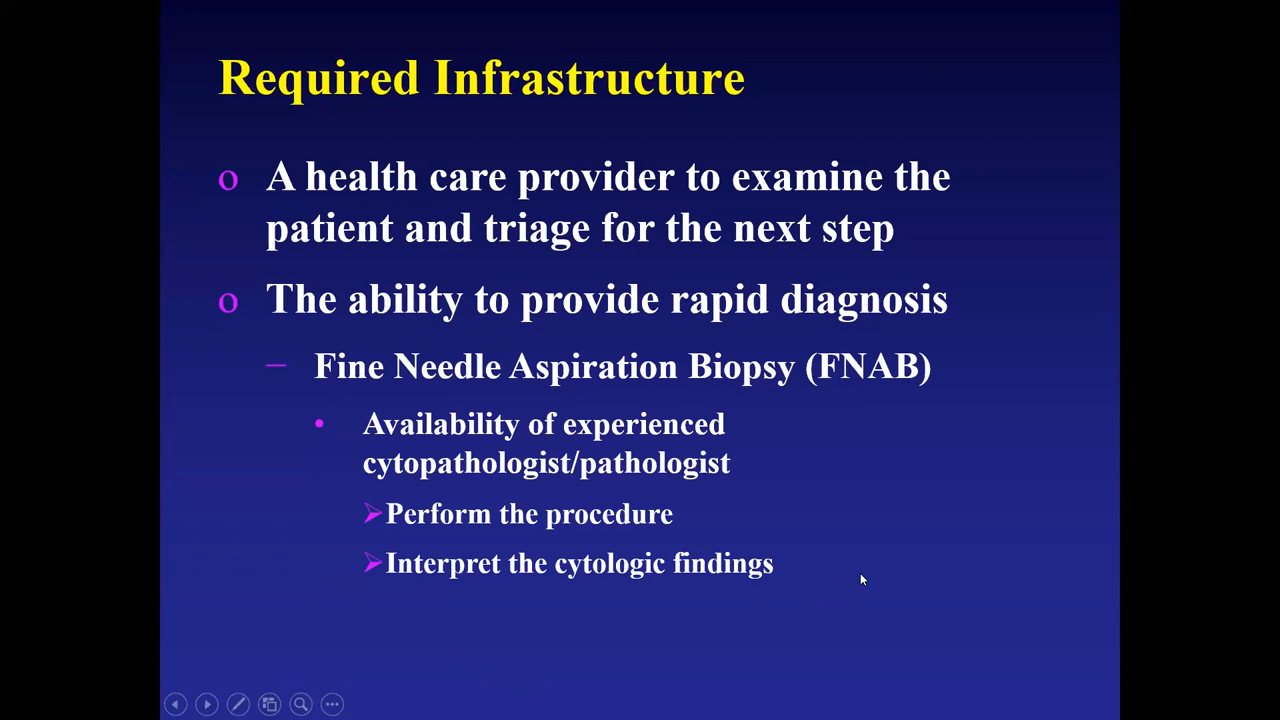 Required Infrastructure
o A health care provider to examine the
patient and triage for the next step
o The ability to provide rapid diagnosis
– Fine Needle Aspiration Biopsy (FNAB)
• Availability of experienced
cytopathologist/pathologist
➢Perform the procedure
➢Interpret the cytologic findings